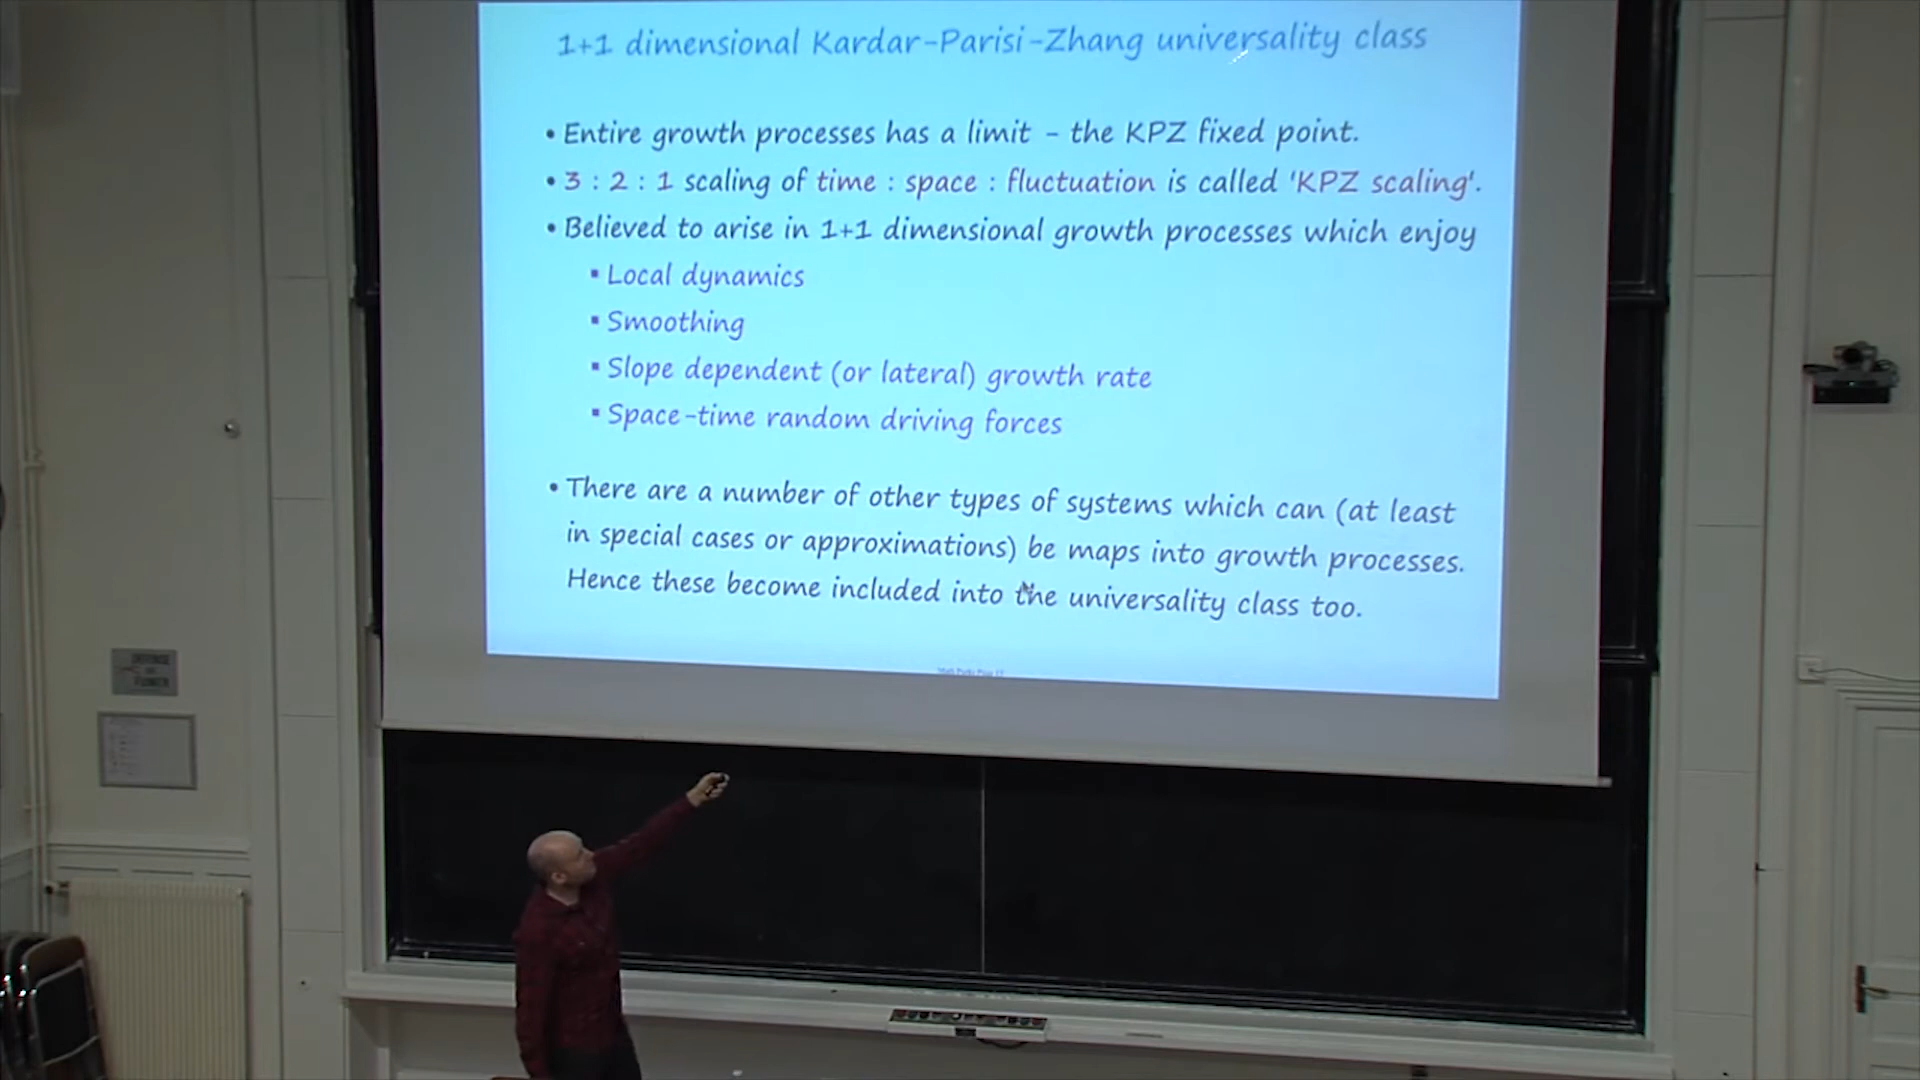 1+1 dimensional Kardar-Parisi-Zhang universality class
• Entire growth processes has a limit - the KPZ fixed point.
• 3 : 2 : 1 scaling of time : space : fluctuation is called 'KPZ scaling'.
• Believed to arise in 1+1 dimensional growth processes which enjoy
▪ Local dynamics
▪ Smoothing
▪ Slope dependent (or lateral) growth rate
▪ Space-time random driving forces
• There are a number of other types of systems which can (at least
in special cases or approximations) be maps into growth processes.
Hence these become included into the universality class too.
DEFENSE
DE
FUMER